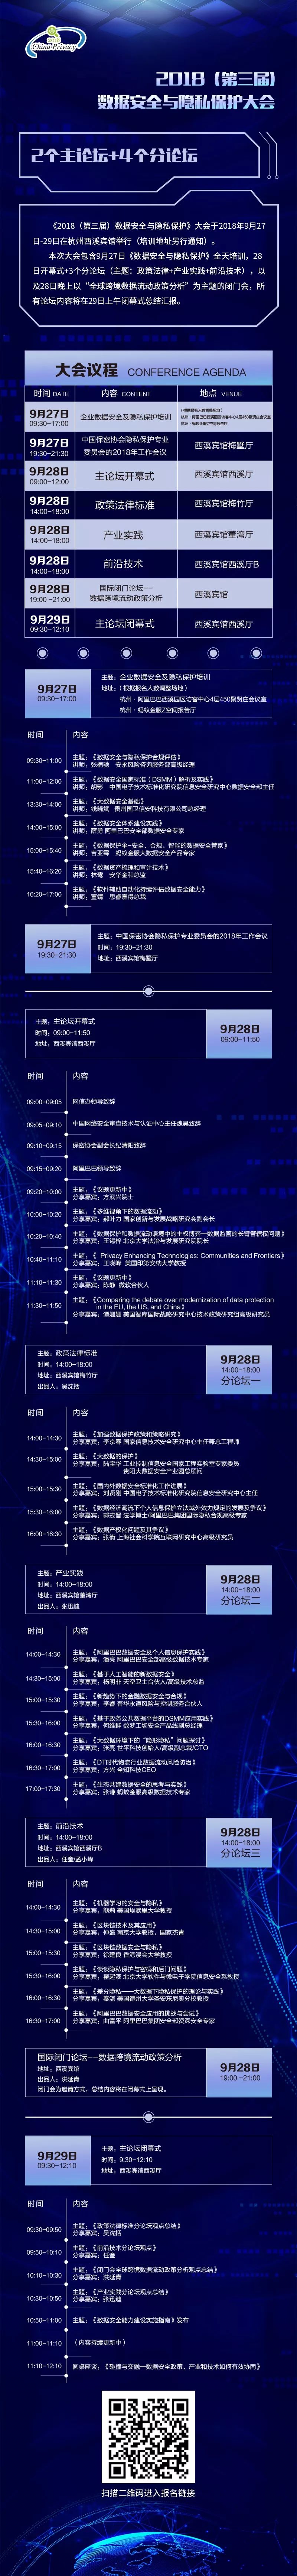 China Privacy
2018（第三届）
数据安全与隐私保护大会
2个主论坛+4个分论坛
《2018（第三届）数据安全与隐私保护》大会于2018年9月27
日-29日在杭州西溪宾馆举行（培训地址另行通知）。
本次大会包含9月27日《数据安全与隐私保护》全天培训，28
日开幕式+3个分论坛（主题：政策法律+产业实践+前沿技术），以
及28日晚上以“全球跨境数据流动政策分析”为主题的闭门会，所
有论坛内容将在29日上午闭幕式总结汇报。
大会议程 CONFERENCE AGENDA
时间 DATE 内容 CONTENT 地点 VENUE
9月27日
09:30-17:00
企业数据安全及隐私保护培训
（根据报名人数调整场地）
杭州·阿里巴巴西溪园区访客中心4层450聚贤庄会议室
杭州·蚂蚁金服Z空间报告厅
9月27日
19:30-21:30
中国保密协会隐私保护专业
委员会的2018年工作会议
西溪宾馆梅墅厅
9月28日
09:00-12:00
主论坛开幕式
西溪宾馆西溪厅
9月28日
14:00-18:00
政策法律标准
西溪宾馆梅竹厅
9月28日
14:00-18:00
产业实践
西溪宾馆董湾厅
9月28日
14:00-18:00
前沿技术
西溪宾馆西溪厅B
9月28日
19:00 -21:00
国际闭门论坛--
数据跨境流动政策分析
西溪宾馆
9月29日
09:30-12:10
主论坛闭幕式
西溪宾馆西溪厅
9月27日
09:30-17:00
主题：企业数据安全及隐私保护培训
地址：（根据报名人数调整场地）
杭州·阿里巴巴西溪园区访客中心4层450聚贤庄会议室
杭州·蚂蚁金服Z空间报告厅
时间 内容
09:30-11:00
主题：《数据安全与隐私保护合规评估》
讲师：张楠驰 安永风险咨询服务部高级经理
11:00-12:00
主题：《数据安全国家标准（DSMM）解析及实践》
讲师：胡影 中国电子技术标准化研究院信息安全研究中心数据安全部主任
13:30-14:00
主题：《大数据安全基础》
讲师：钱晓斌 贵州国卫信安科技有限公司总经理
14:00-15:00
主题：《数据安全体系建设实践》
讲师：薛勇 阿里巴巴安全部数据安全专家
15:00-15:40
主题：《数据保护伞-安全、合规、智能的数据安全管家》
讲师：吉亚霖 蚂蚁金服大数据安全产品专家
15:40-16:20
主题：《数据资产梳理和审计技术》
讲师：林鹭 安华金和总监
16:20-17:00
主题：《软件辅助自动化持续评估数据安全能力》
讲师：董靖 思睿嘉得总裁
9月27日
19:30-21:30
主题：中国保密协会隐私保护专业委员会的2018年工作会议
时间：19:30-21:30
地址：西溪宾馆梅墅厅
主题：主论坛开幕式
时间：09:00-11:50
地址：西溪宾馆西溪厅
9月28日
09:00-11:50
时间 内容
09:00-09:05
网信办领导致辞
09:05-09:10
中国网络安全审查技术与认证中心主任魏昊致辞
09:10-09:15
保密协会副会长纪清阳致辞
09:15-09:20
阿里巴巴领导致辞
09:20-10:00
主题：《议题更新中》
分享嘉宾：方滨兴院士
10:00-10:20
主题：《多维视角下的数据流动》
分享嘉宾：郝叶力 国家创新与发展战略研究会副会长
10:20-10:40
主题：《数据保护和数据流动语境中的主权博弈—数据监管的长臂管辖权问题》
分享嘉宾：王锡梓 北京大学法治与发展研究院院长
10:40-11:10
主题：《 Privacy Enhancing Technologies: Communities and Frontiers》
分享嘉宾：王晓峰 美国印第安纳大学教授
11:10-11:30
主题：《议题更新中》
分享嘉宾：陈静 微软合伙人
11:30-11:50
主题：《Comparing the debate over modernization of data protection
in the EU, the US, and China》
分享嘉宾：谭媚穗 美国智库国际战略研究中心技术政策研究组高级研究员
主题：政策法律标准
时间：14:00-18:00
地址：西溪宾馆梅竹厅
出品人：吴沈括
9月28日
14:00-18:00
分论坛一
时间 内容
14:00-14:30
主题：《加强数据保护政策和策略研究》
分享嘉宾：李京春 国家信息技术安全研究中心主任兼总工程师
14:30-15:00
主题：《大数据的保护》
分享嘉宾：陆宝华 工业控制信息安全国家工程实验室专家委员
贵阳大数据安全产业园总顾问
15:00-15:30
主题：《国内外数据安全标准化工作进展》
分享嘉宾：刘贤刚 中国电子技术标准化研究院信息安全研究中心主任
15:30-16:00
主题：《数据经济潮流下个人信息保护立法域外效力规定的发展及争议》
分享嘉宾：郭戎晋 法学博士/阿里巴巴集团国际隐私合规高级专家
16:00-16:30
主题：《数据产权化问题及其争议》
分享嘉宾：张衠 上海社会科学院互联网研究中心高级研究员
主题：产业实践
时间：14:00-18:00
地址：西溪宾馆董湾厅
出品人：张迅迪
9月28日
14:00-18:00
分论坛二
时间 内容
14:00-14:30
主题：《阿里巴巴数据安全及个人信息保护实践》
分享嘉宾：潘亮 阿里巴巴安全部高级数据技术专家
14:30-15:00
主题：《基于人工智能的新数据安全》
分享嘉宾：杨明非 天空卫士合伙人/高级技术总监
15:00-15:30
主题：《新趋势下的金融数据安全与合规》
分享嘉宾：李睿 普华永道风险与控制服务合伙人
15:30-16:00
主题：《基于政务公共数据平台的DSMM应用实践》
分享嘉宾：何维群 数梦工场安全产品线副总经理
16:00-16:30
主题：《大数据环境下的“隐形隐私”问题探讨》
分享嘉宾：张亮 世平科技创始人/高级副总裁/CTO
16:30-17:00
主题：《DT时代物流行业数据流动风险防治》
分享嘉宾：方兴 全知科技CEO
17:00-17:30
主题：《生态共建数据安全的思考与实践》
分享嘉宾：张谦 蚂蚁金服高级数据技术专家
主题：前沿技术
时间：14:00-18:00
地址：西溪宾馆西溪厅B
出品人：任奎/孟小峰
9月28日
14:00-18:00
分论坛三
时间 内容
14:00-14:30
主题：《机器学习的安全与隐私》
分享嘉宾：熊莉 美国埃默里大学教授
14:30-15:00
主题：《区块链技术及其应用》
分享嘉宾：仲盛 南京大学教授，国家杰青
15:00-15:30
主题：《区块链数据安全与隐私》
分享嘉宾：徐建良 香港浸会大学教授
15:30-16:00
主题：《谈谈隐私保护与密码和后门问题》
分享嘉宾：翟起滨 北京大学软件与微电子学院信息安全系教授
16:00-16:30
主题：《差分隐私——大数据下隐私保护的理论与实践》
分享嘉宾：秦湛 美国德州大学圣安东尼奥分校教授
16:30-17:00
主题：《阿里巴巴数据安全应用的挑战与尝试》
分享嘉宾：曲富平 阿里巴巴集团安全部资深安全专家
国际闭门论坛--数据跨境流动政策分析
地址：西溪宾馆
出品人：洪延青
闭门会为邀请方式，总结内容将在闭幕式上呈现。
9月28日
19:00 -21:00
9月29日
09:30-12:10
主题：主论坛闭幕式
时间：9:30-12:10
地址：西溪宾馆西溪厅
时间 内容
09:30-09:50
主题：《政策法律标准分论坛观点总结》
分享嘉宾：吴沈括
09:50-10:10
主题：《前沿技术分论坛观点》
分享嘉宾：任奎
10:10-10:30
主题：《闭门会全球跨境数据流动政策分析观点总结》
分享嘉宾：洪延青
10:30-10:50
主题：《产业实践分论坛观点总结》
分享嘉宾：张迅迪
10:50-11:00
主题：《数据安全能力建设实施指南》发布
11:00-11:10
（内容持续更新中）
11:10-12:10
圆桌座谈：《碰撞与交融—数据安全政策、产业和技术如何有效协同》
扫描二维码进入报名链接